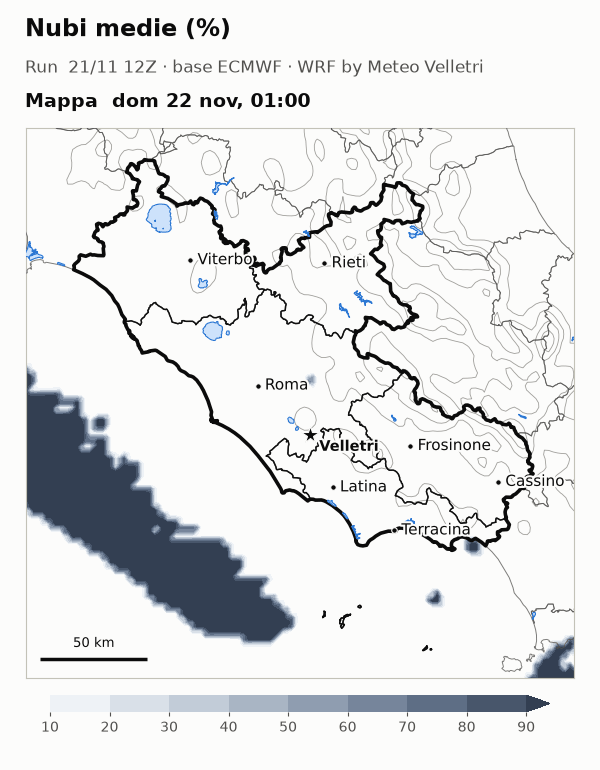 Nubi medie (%)
Run  21/11 12Z · base ECMWF · WRF by Meteo Velletri
Mappa  dom 22 nov, 01:00
Viterbo
Rieti
Roma
Velletri
Frosinone
Latina
Cassino
Terracina
50 km
10 20 30 40 50 60 70 80 90